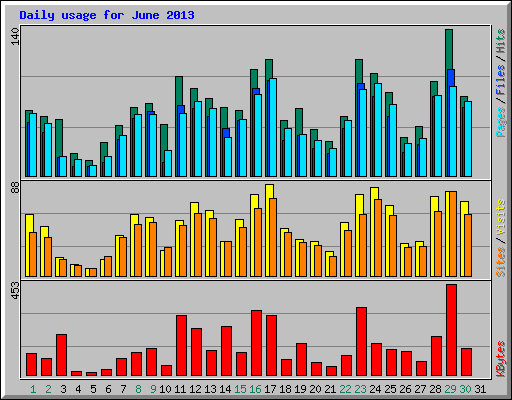 Daily usage for June 2013
140
Pages / Files / Hits
88
Sites / Visits
453
KBytes
1 2 3 4 5 6 7 8 9 10 11 12 13 14 15 16 17 18 19 20 21 22 23 24 25 26 27 28 29 30 31